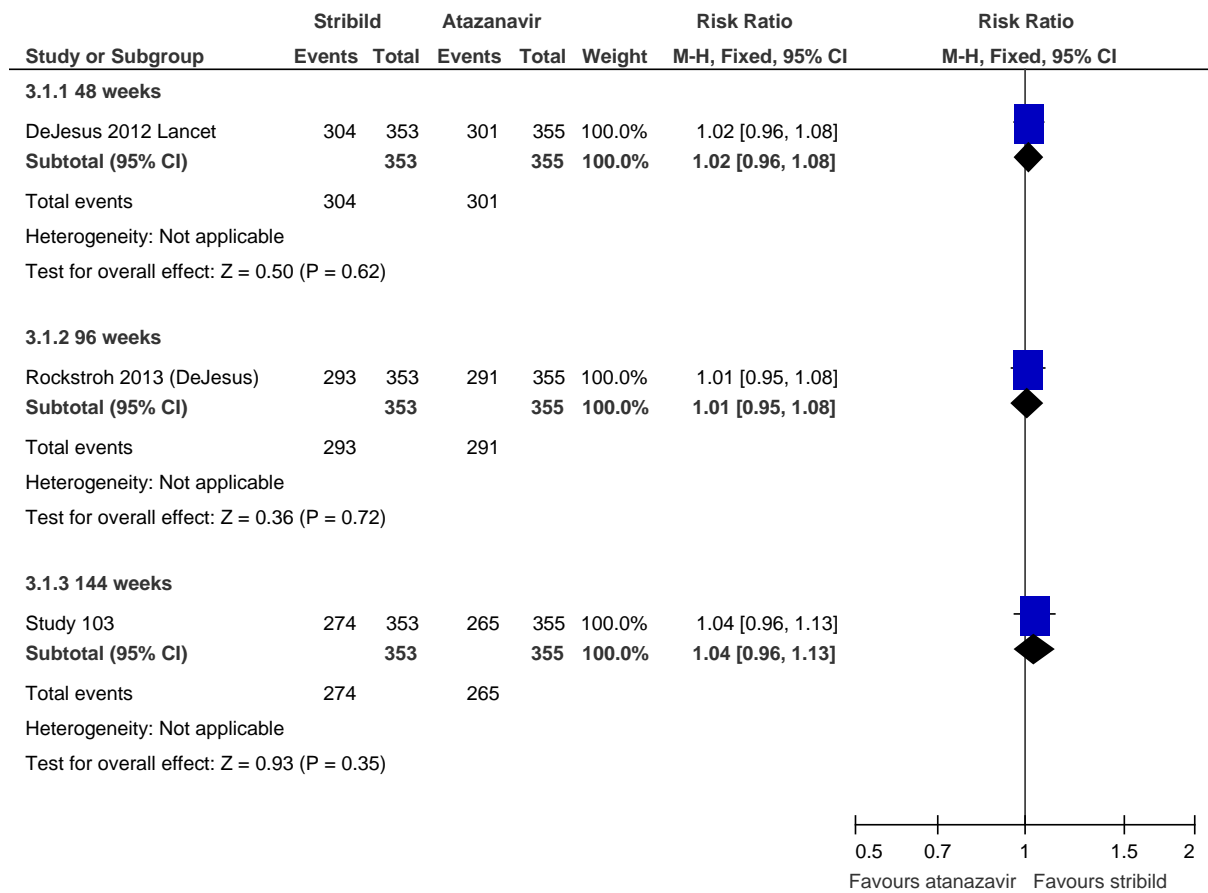 Stribild Atazanavir Risk Ratio Risk Ratio
Study or Subgroup Events Total Events Total Weight M-H, Fixed, 95% CI M-H, Fixed, 95% CI
3.1.1 48 weeks
DeJesus 2012 Lancet 304 353 301 355 100.0% 1.02 [0.96, 1.08]
Subtotal (95% CI) 353 355 100.0% 1.02 [0.96, 1.08]
Total events 304 301
Heterogeneity: Not applicable
Test for overall effect: Z = 0.50 (P = 0.62)
3.1.2 96 weeks
Rockstroh 2013 (DeJesus) 293 353 291 355 100.0% 1.01 [0.95, 1.08]
Subtotal (95% CI) 353 355 100.0% 1.01 [0.95, 1.08]
Total events 293 291
Heterogeneity: Not applicable
Test for overall effect: Z = 0.36 (P = 0.72)
3.1.3 144 weeks
Study 103 274 353 265 355 100.0% 1.04 [0.96, 1.13]
Subtotal (95% CI) 353 355 100.0% 1.04 [0.96, 1.13]
Total events 274 265
Heterogeneity: Not applicable
Test for overall effect: Z = 0.93 (P = 0.35)
0.5 0.7 1 1.5 2
Favours atanazavir Favours stribild